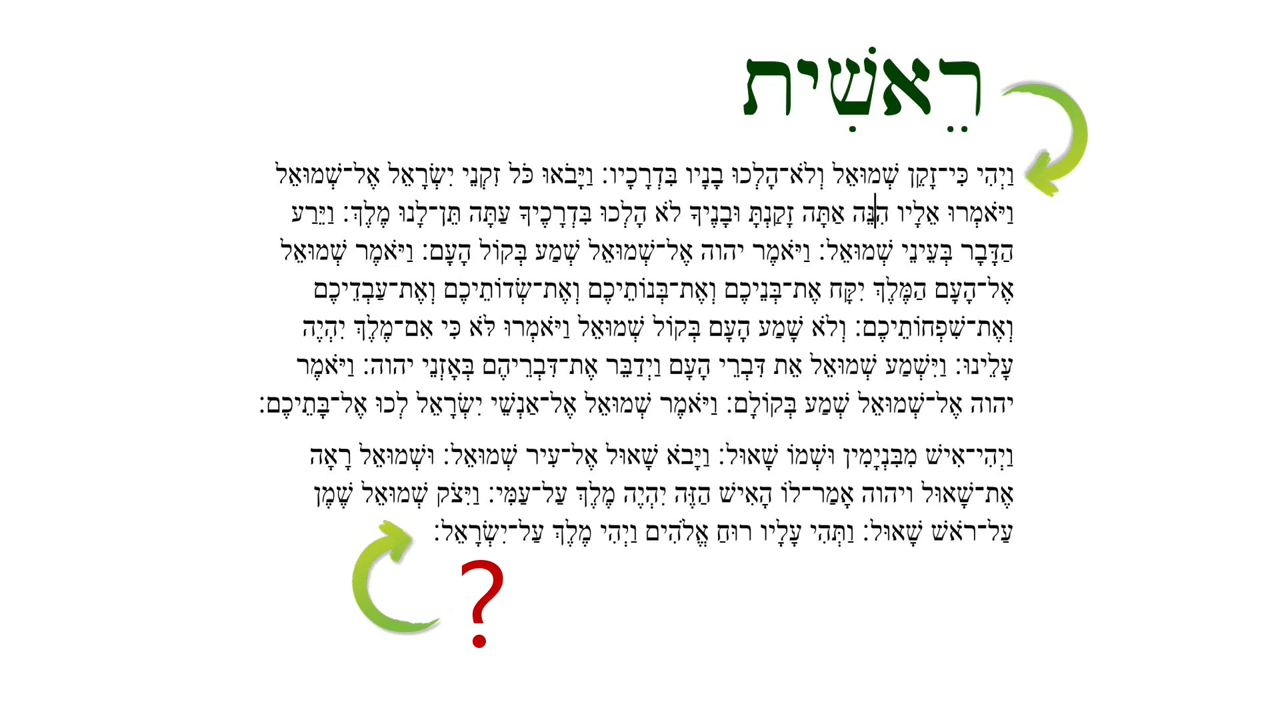 רֵאשִׁית
וַיְהִי כִּי־זָקֵן שְׁמוּאֵל וְלֹא־הָלְכוּ בָנָיו בִּדְרָכָיו׃ וַיָּבֹאוּ כֹּל זִקְנֵי יִשְׂרָאֵל אֶל־שְׁמוּאֵל
וַיֹּאמְרוּ אֵלָיו הִנֵּה אַתָּה זָקַנְתָּ וּבָנֶיךָ לֹא הָלְכוּ בִּדְרָכֶיךָ עַתָּה תֵּן־לָנוּ מֶלֶךְ׃ וַיֵּרַע
הַדָּבָר בְּעֵינֵי שְׁמוּאֵל׃ וַיֹּאמֶר יהוה אֶל־שְׁמוּאֵל שְׁמַע בְּקוֹל הָעָם׃ וַיֹּאמֶר שְׁמוּאֵל
אֶל־הָעָם הַמֶּלֶךְ יִקַּח אֶת־בְּנֵיכֶם וְאֶת־בְּנוֹתֵיכֶם וְאֶת־שְׂדוֹתֵיכֶם וְאֶת־עַבְדֵיכֶם
וְאֶת־שִׁפְחוֹתֵיכֶם׃ וְלֹא שָׁמַע הָעָם בְּקוֹל שְׁמוּאֵל וַיֹּאמְרוּ לֹּא כִּי אִם־מֶלֶךְ יִהְיֶה
עָלֵינוּ׃ וַיִּשְׁמַע שְׁמוּאֵל אֵת דִּבְרֵי הָעָם וַיְדַבֵּר אֶת־דִּבְרֵיהֶם בְּאָזְנֵי יהוה׃ וַיֹּאמֶר
יהוה אֶל־שְׁמוּאֵל שְׁמַע בְּקוֹלָם׃ וַיֹּאמֶר שְׁמוּאֵל אֶל־אַנְשֵׁי יִשְׂרָאֵל לְכוּ אֶל־בָּתֵיכֶם׃
וַיְהִי־אִישׁ מִבִּנְיָמִין וּשְׁמוֹ שָׁאוּל׃ וַיָּבֹא שָׁאוּל אֶל־עִיר שְׁמוּאֵל׃ וּשְׁמוּאֵל רָאָה
אֶת־שָׁאוּל ויהוה אָמַר־לוֹ הָאִישׁ הַזֶּה יִהְיֶה מֶלֶךְ עַל־עַמִּי׃ וַיִּצֹק שְׁמוּאֵל שֶׁמֶן
עַל־רֹאשׁ שָׁאוּל׃ וַתְּהִי עָלָיו רוּחַ אֱלֹהִים וַיְהִי מֶלֶךְ עַל־יִשְׂרָאֵל׃
?